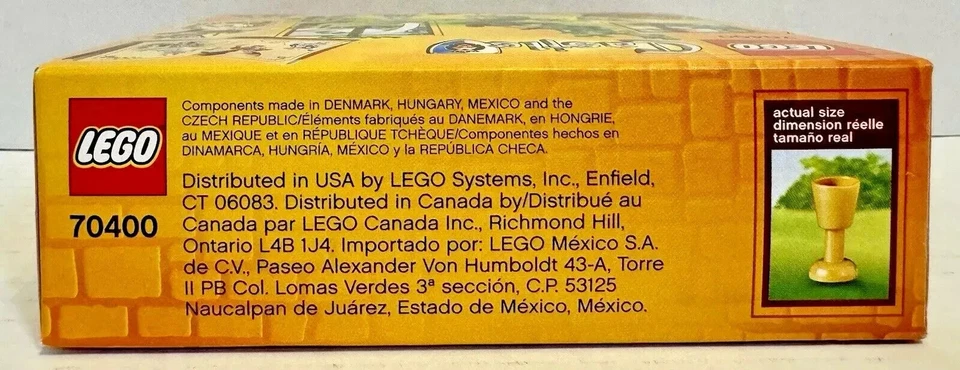 Castle
LEGO
LEGO
70400
Components made in DENMARK, HUNGARY, MEXICO and the
CZECH REPUBLIC/Éléments fabriqués au DANEMARK, en HONGRIE,
au MEXIQUE et en RÉPUBLIQUE TCHÈQUE/Componentes hechos en
DINAMARCA, HUNGRÍA, MÉXICO y la REPÚBLICA CHECA.
Distributed in USA by LEGO Systems, Inc., Enfield,
CT 06083. Distributed in Canada by/Distribué au
Canada par LEGO Canada Inc., Richmond Hill,
Ontario L4B 1J4. Importado por: LEGO México S.A.
de C.V., Paseo Alexander Von Humboldt 43-A, Torre
II PB Col. Lomas Verdes 3ª sección, C.P. 53125
Naucalpan de Juárez, Estado de México, México.
actual size
dimension réelle
tamaño real